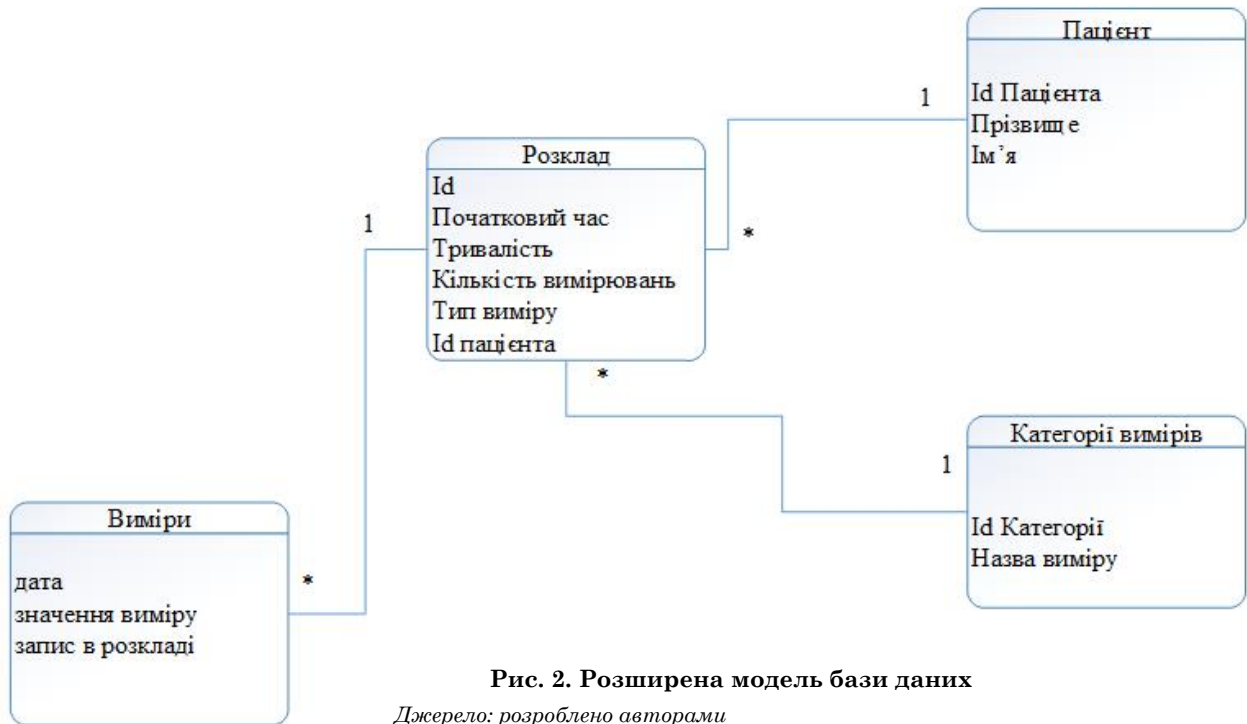 Пацієнт
Id Пацієнта
Прізвище
Ім’я
1
*
Розклад
Id
Початковий час
Тривалість
Кількість вимірювань
Тип виміру
Id пацієнта
1
*
*
1
Категорії вимірів
Id Категорії
Назва виміру
Виміри
дата
значення виміру
запис в розкладі
Рис. 2. Розширена модель бази даних
Джерело: розроблено авторами